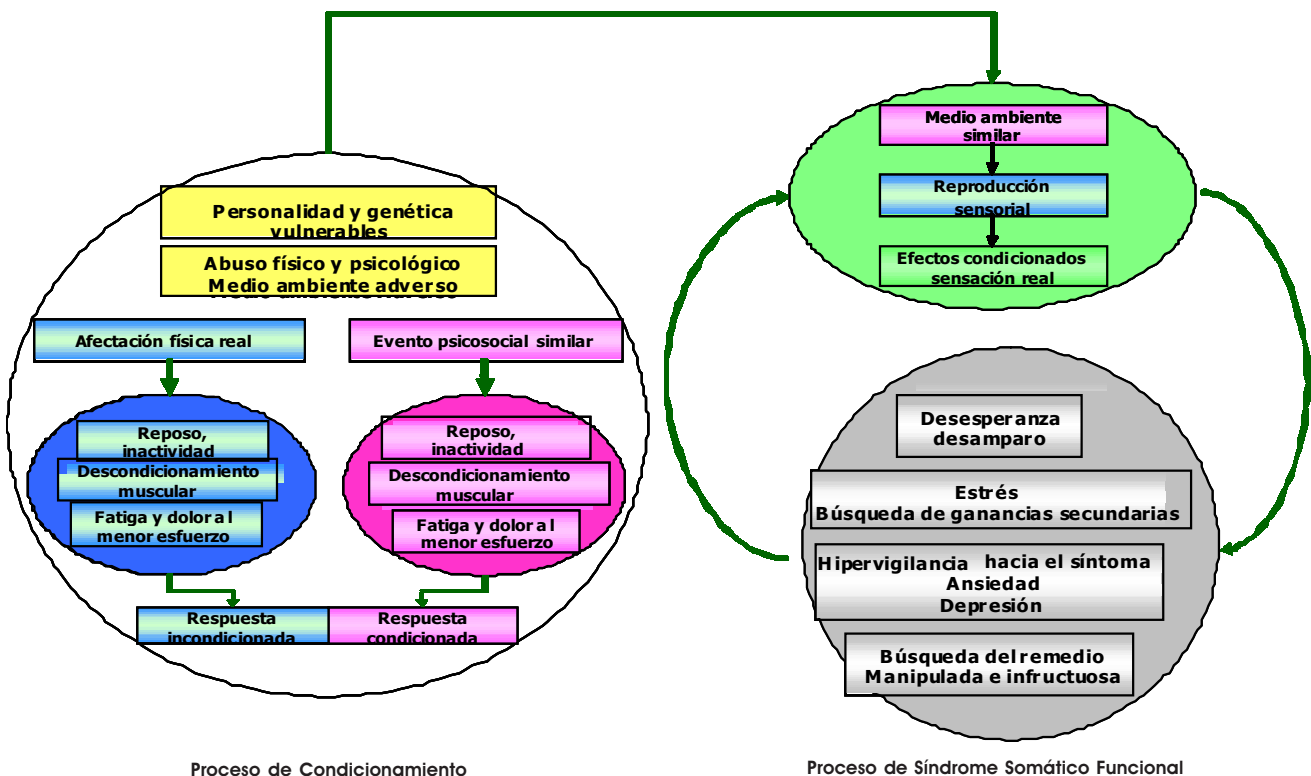 Personalidad y genética
vulnerables
Abuso físico y psicológico
Medio ambiente adverso
Afectación física real
Evento psicosocial similar
Reposo,
inactividad
Descondicionamiento
muscular
Fatiga y dolor al
menor esfuerzo
Reposo,
inactividad
Descondicionamiento
muscular
Fatiga y dolor al
menor esfuerzo
Respuesta
incondicionada
Respuesta
condicionada
Proceso de Condicionamiento
Medio ambiente
similar
Reproducción
sensorial
Efectos condicionados
sensación real
Desesperanza
desamparo
Estrés
Búsqueda de ganancias secundarias
Hipervigilancia hacia el síntoma
Ansiedad
Depresión
Búsqueda del remedio
Manipulada e infructuosa
Proceso de Síndrome Somático Funcional